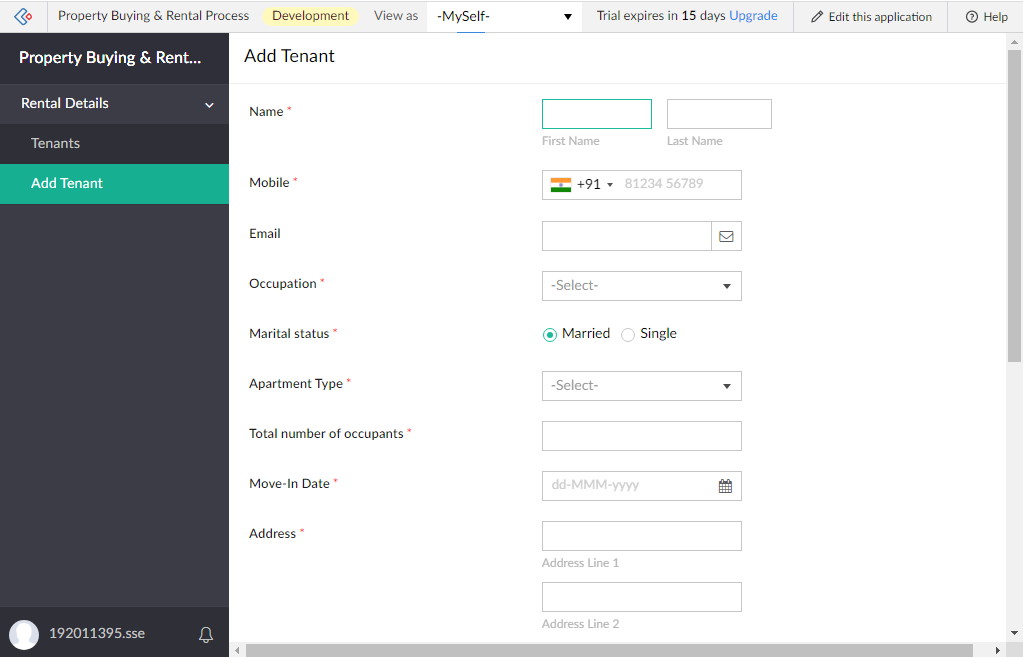 Property Buying & Rental Process Development View as -MySelf- Trial expires in 15 days Upgrade Edit this application Help
Property Buying & Rent...
Rental Details
Tenants
Add Tenant
192011395.sse
Add Tenant
Name *
First Name Last Name
Mobile * +91 81234 56789
Email
Occupation * -Select-
Marital status * Married Single
Apartment Type * -Select-
Total number of occupants *
Move-In Date * dd-MMM-yyyy
Address *
Address Line 1
Address Line 2